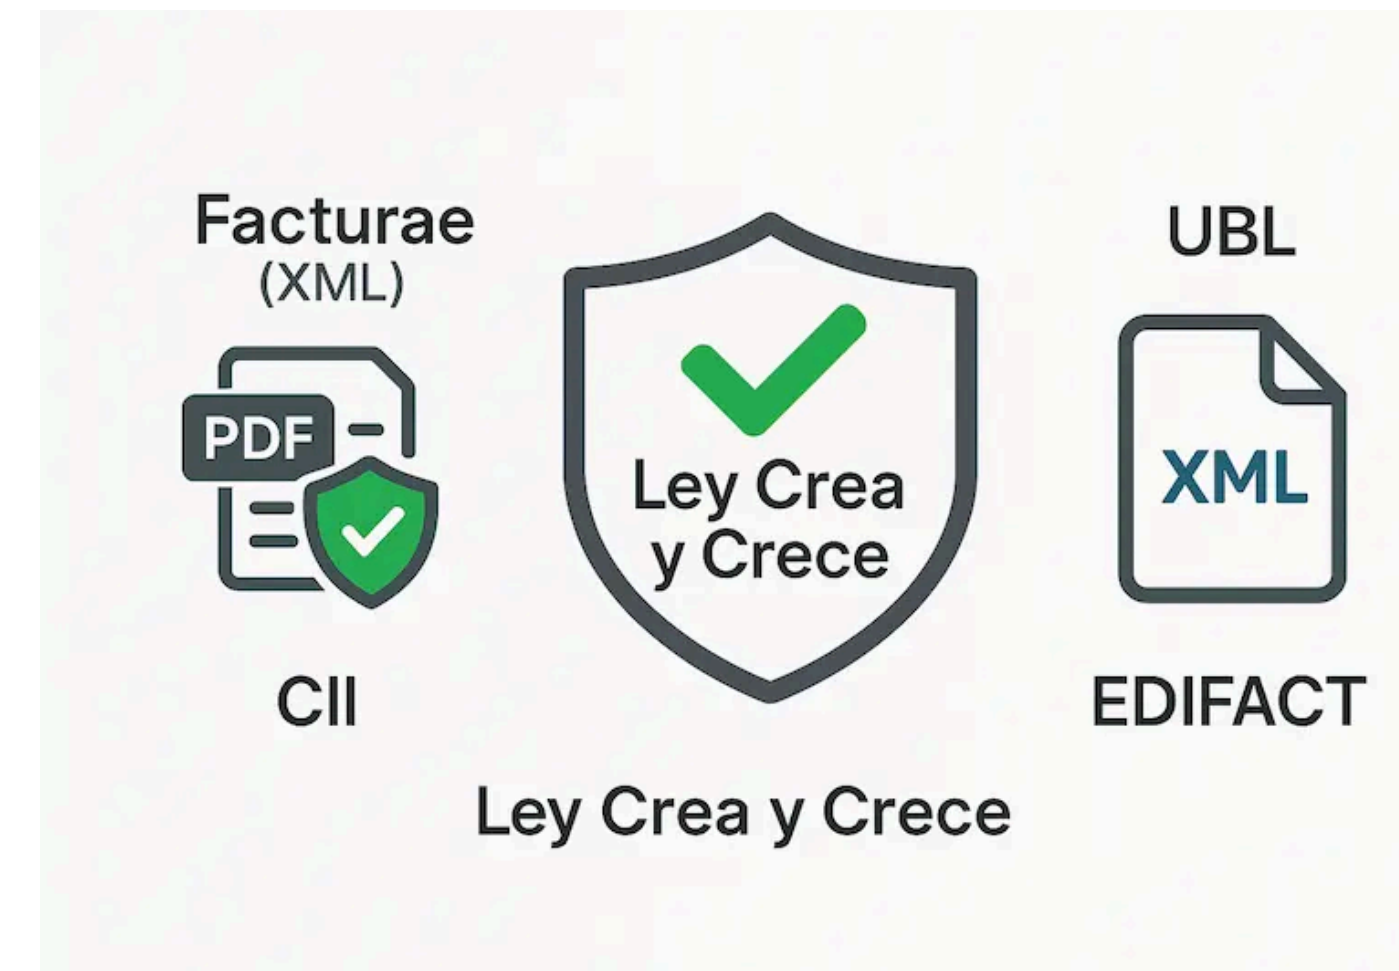 Facturae
(XML)
PDF
CII
Ley Crea
y Crece
Ley Crea y Crece
UBL
XML
EDIFACT